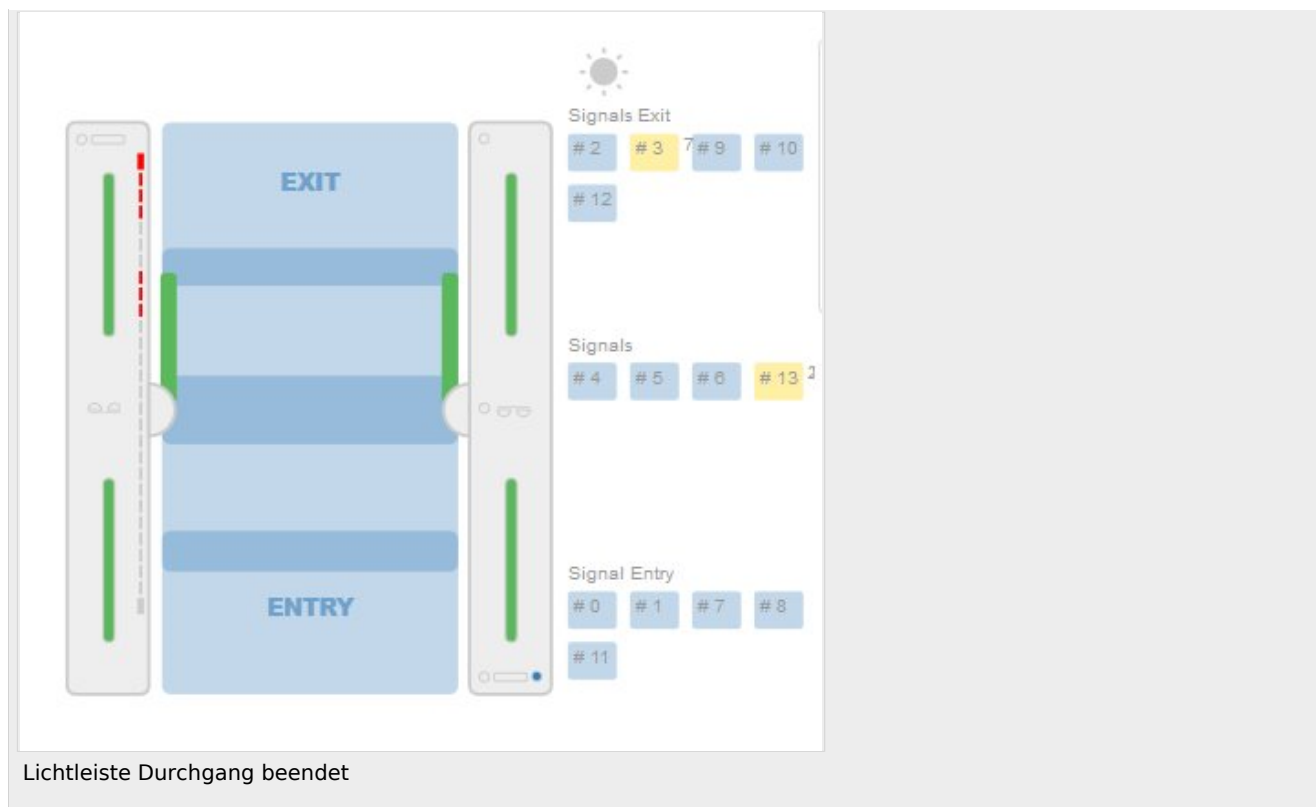 Signals Exit
# 2 # 3 7 # 9 # 10
EXIT
# 12
Signals
# 4 # 5 # 6 # 13
Signal Entry
# 0 # 1 # 7 # 8
ENTRY
# 11
Lichtleiste Durchgang beendet